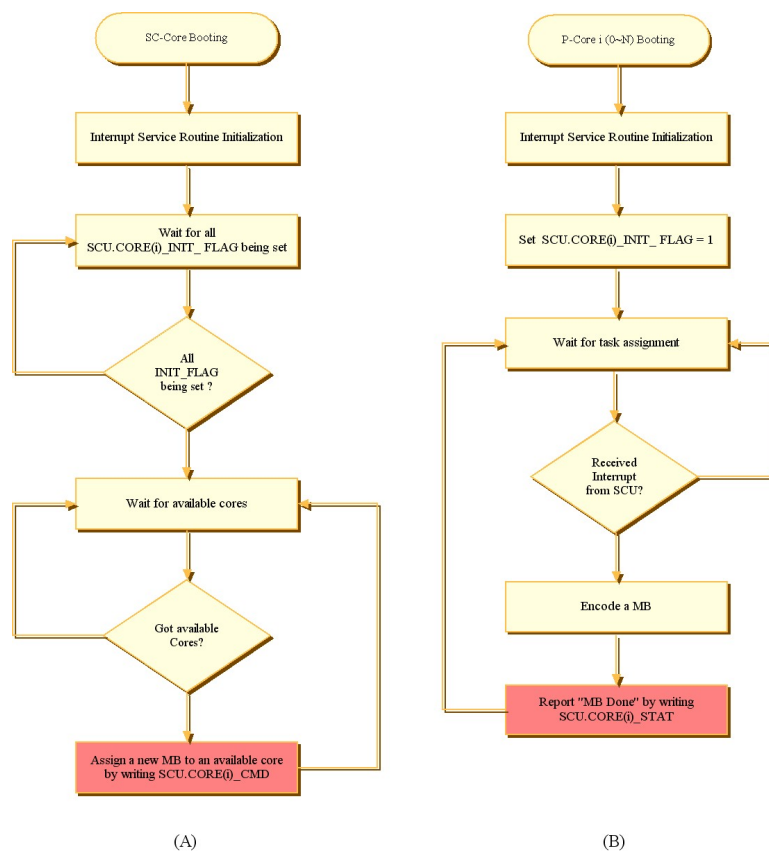 SC-Core Booting
Interrupt Service Routine Initialization
Wait for all
SCU.CORE(i)_INIT_ FLAG being set
All
INIT_FLAG
being set ?
Wait for available cores
Got available
Cores?
Assign a new MB to an available core
by writing SCU.CORE(i)_CMD
(A)
P-Core i (0~N) Booting
Interrupt Service Routine Initialization
Set SCU.CORE(i)_INIT_ FLAG = 1
Wait for task assignment
Received
Interrupt
from SCU?
Encode a MB
Report "MB Done" by writing
SCU.CORE(i)_STAT
(B)